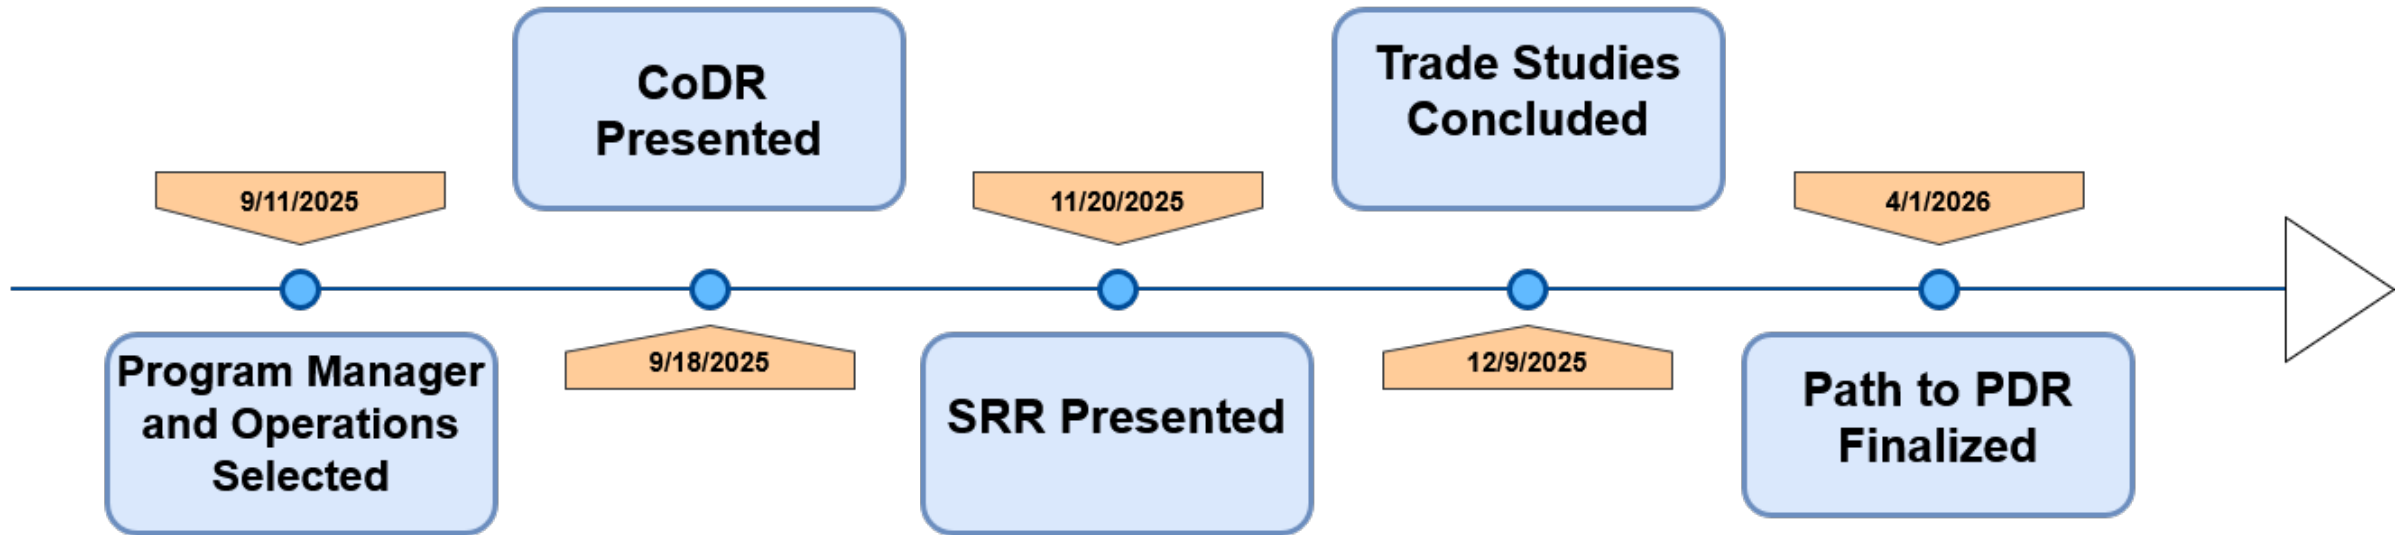 9/11/2025
Program Manager
and Operations
Selected
CoDR
Presented
9/18/2025
11/20/2025
SRR Presented
Trade Studies
Concluded
12/9/2025
4/1/2026
Path to PDR
Finalized